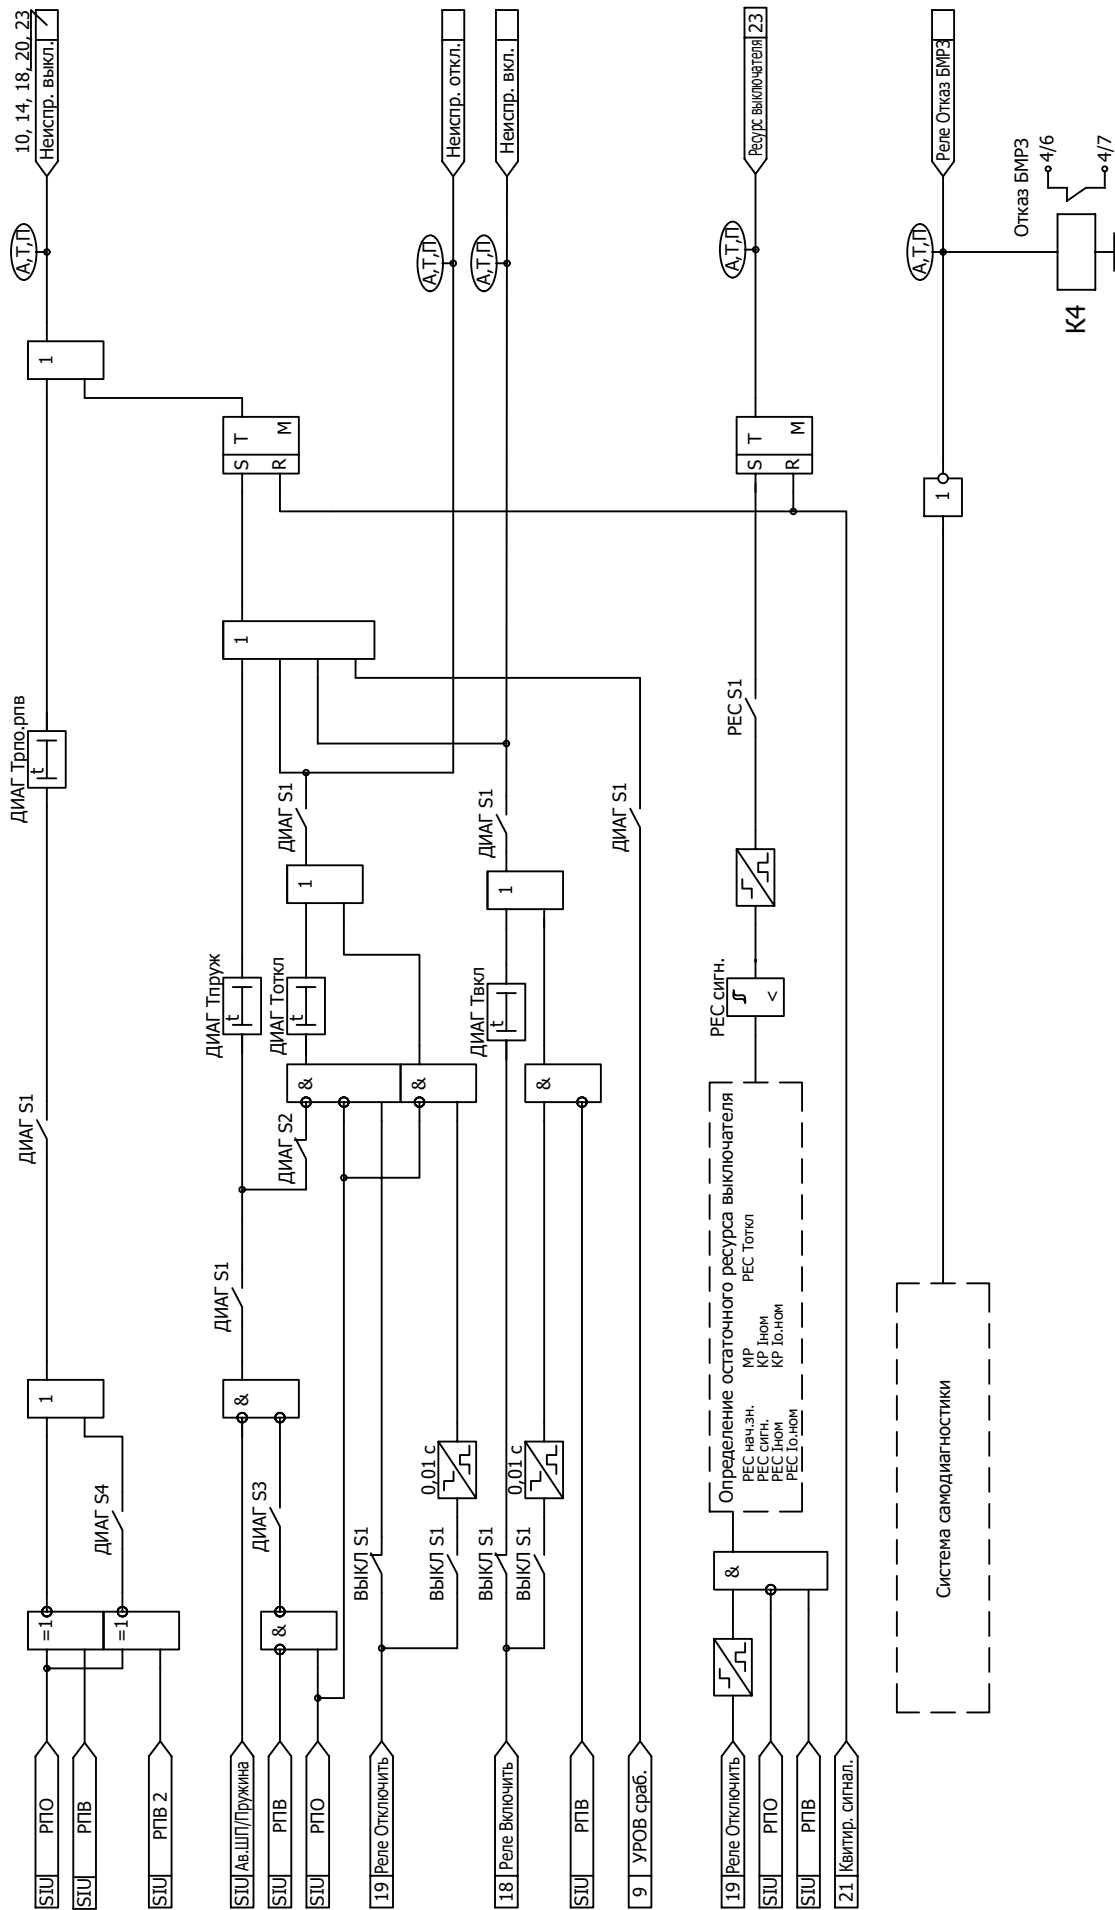 SIU РПО
SIU РПВ
SIU РПВ 2
=1
=1
ДИАГ S4
1
ДИАГ S1
ДИАГ Трпо.рпв
t
1
А,Т,П
10, 14, 18, 20, 23
Неиспр. выкл.
SIU Ав.ШП/Пружина
SIU РПВ
SIU РПО
&
ДИАГ S3
&
ДИАГ S1
ДИАГ Тпруж
t
1
S T
R M
19 Реле Отключить
ВЫКЛ S1
ВЫКЛ S1
0,01 с
ДИАГ S2
&
&
ДИАГ Тоткл
t
1
ДИАГ S1
А,Т,П
Неиспр. откл.
18 Реле Включить
ВЫКЛ S1
ВЫКЛ S1
0,01 с
SIU РПВ
&
ДИАГ Твкл
t
1
ДИАГ S1
А,Т,П
Неиспр. вкл.
9 УРОВ сраб.
ДИАГ S1
19 Реле Отключить
SIU РПО
SIU РПВ
&
Определение остаточного ресурса выключателя
РЕС нач.зн. МР РЕС Тоткл
РЕС сигн. КР Iном
РЕС Iном КР Iо.ном
РЕС Iо.ном
РЕС сигн.
<
РЕС S1
S T
R M
А,Т,П
Ресурс выключателя 23
21 Квитир. сигнал.
Система самодиагностики
1
А,Т,П
Реле Отказ БМРЗ
К4
Отказ БМРЗ
4/6
4/7